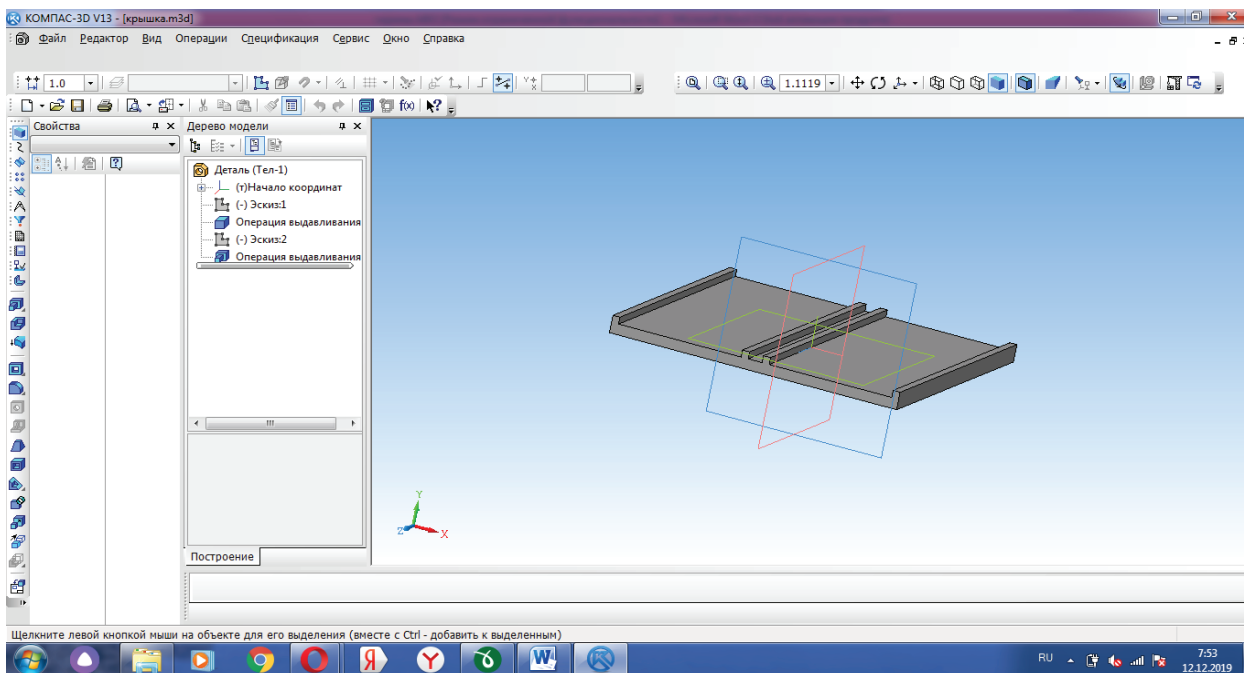 КОМПАС-3D V13 - [крышка.m3d]
Файл Редактор Вид Операции Спецификация Сервис Окно Справка
1.0 1.1119
f(x)
Свойства
Дерево модели
Деталь (Тел-1)
(т)Начало координат
(-) Эскиз:1
Операция выдавливания
(-) Эскиз:2
Операция выдавливания
Y
Z X
Построение
Щелкните левой кнопкой мыши на объекте для его выделения (вместе с Ctrl - добавить к выделенным)
RU
7:53
12.12.2019